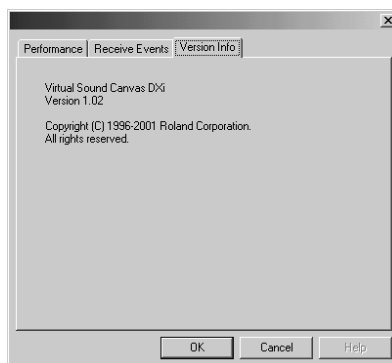 Performance Receive Events Version Info
Virtual Sound Canvas DXi
Version 1.02
Copyright (C) 1996-2001 Roland Corporation.
All rights reserved.
OK Cancel Help